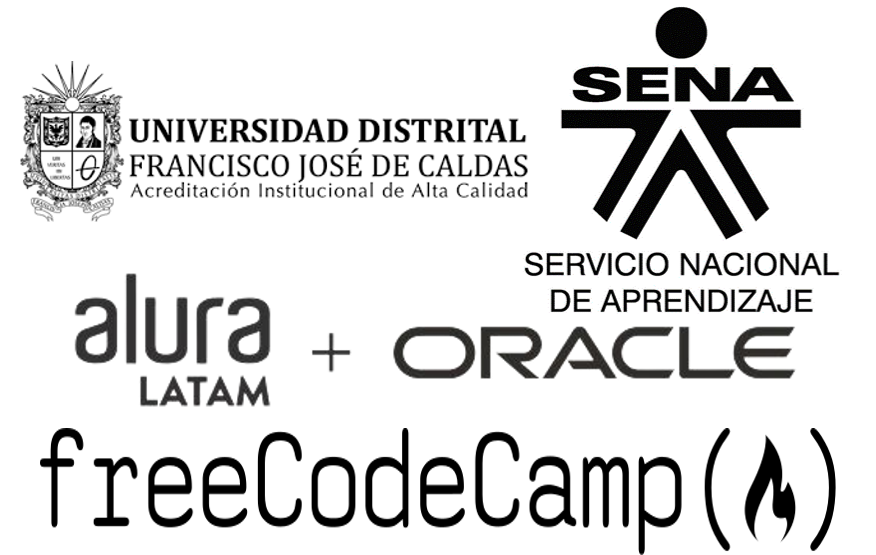 SENA
UNIVERSIDAD DISTRITAL
FRANCISCO JOSÉ DE CALDAS
Acreditación Institucional de Alta Calidad
SERVICIO NACIONAL
DE APRENDIZAJE
alura
LATAM
+
ORACLE
freeCodeCamp(🔥)